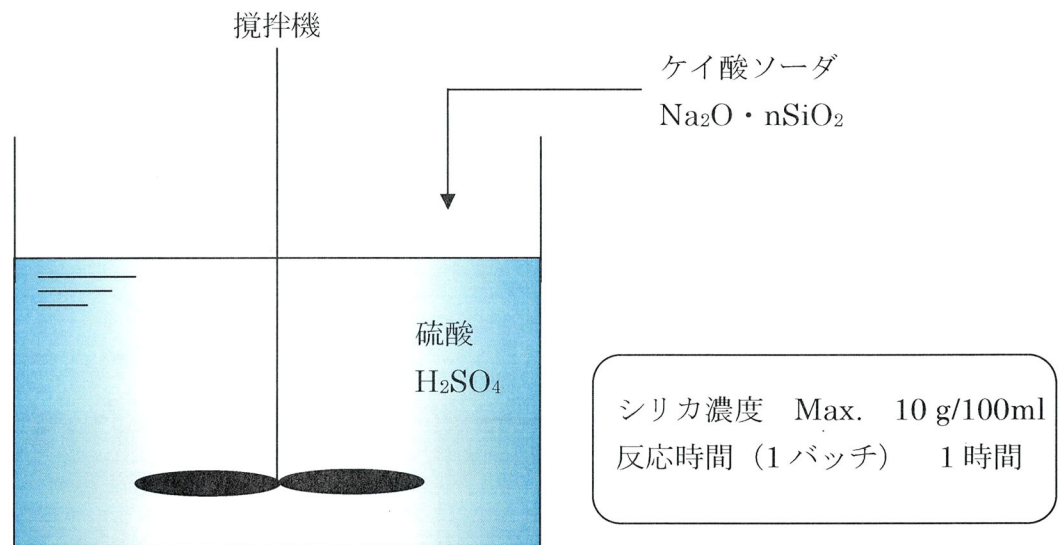 撹拌機
ケイ酸ソーダ
Na₂O・nSiO₂
硫酸
H₂SO₄
シリカ濃度 Max. 10 g/100ml
反応時間（1バッチ） 1時間